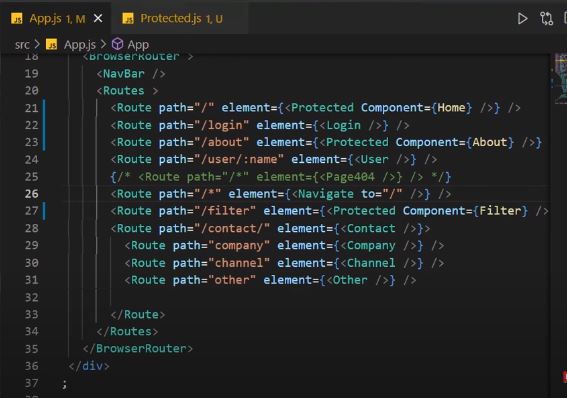 App.js 1, M
Protected.js 1, U
src > App.js > App
18 <BrowserRouter >
19 <NavBar />
20 <Routes >
21 <Route path="/" element={<Protected Component={Home} />} />
22 <Route path="/login" element={<Login />} />
23 <Route path="/about" element={<Protected Component={About} />}
24 <Route path="/user/:name" element={<User />} />
25 {/* <Route path="/*" element={<Page404 />} /> */}
26 <Route path="/*" element={<Navigate to="/" />} />
27 <Route path="/filter" element={<Protected Component={Filter} />
28 <Route path="/contact/" element={<Contact />}>
29 <Route path="company" element={<Company />} />
30 <Route path="channel" element={<Channel />} />
31 <Route path="other" element={<Other />} />
32
33 </Route>
34 </Routes>
35 </BrowserRouter>
36 </div>
37 ;